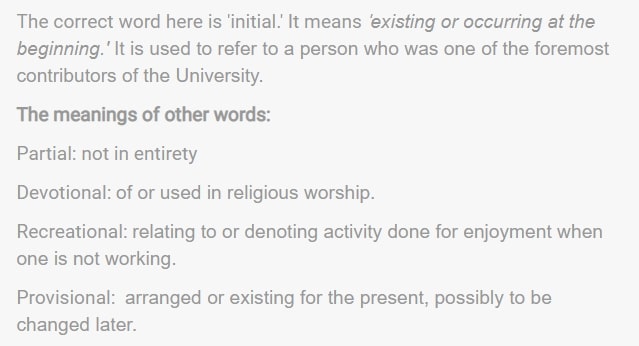 The correct word here is 'initial.' It means 'existing or occurring at the
beginning.' It is used to refer to a person who was one of the foremost
contributors of the University.
The meanings of other words:
Partial: not in entirety
Devotional: of or used in religious worship.
Recreational: relating to or denoting activity done for enjoyment when
one is not working.
Provisional:  arranged or existing for the present, possibly to be
changed later.